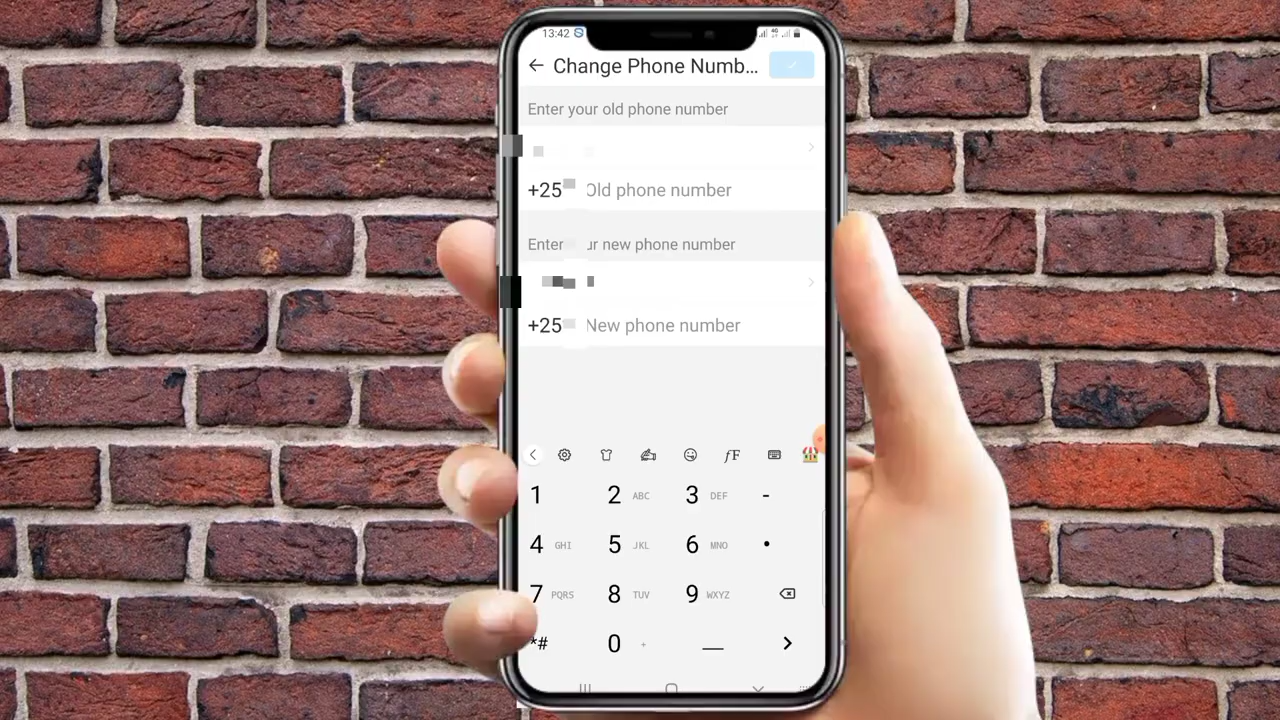 13:42
Change Phone Numb...
Enter your old phone number
+25 Old phone number
Enter ur new phone number
+25 New phone number
fF
1 2 ABC 3 DEF -
4 GHI 5 JKL 6 MNO .
7 PQRS 8 TUV 9 WXYZ
*# 0 +